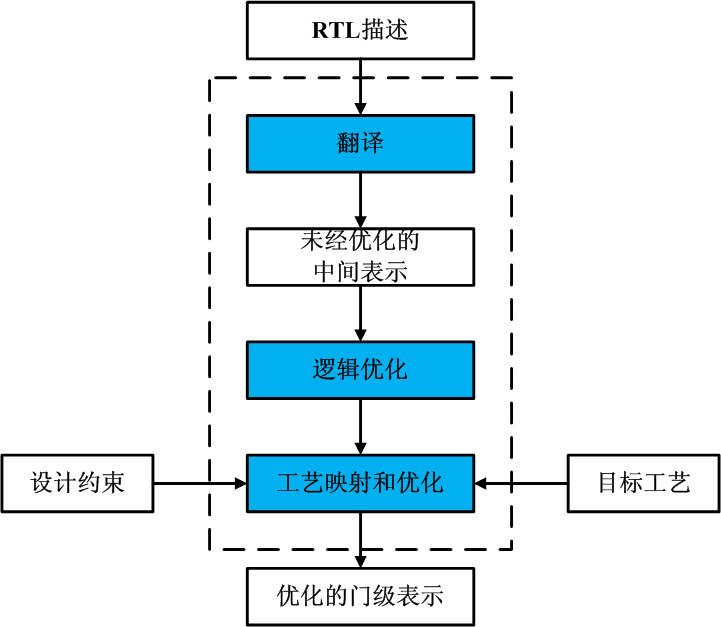 RTL描述
翻译
未经优化的
中间表示
逻辑优化
设计约束
工艺映射和优化
目标工艺
优化的门级表示